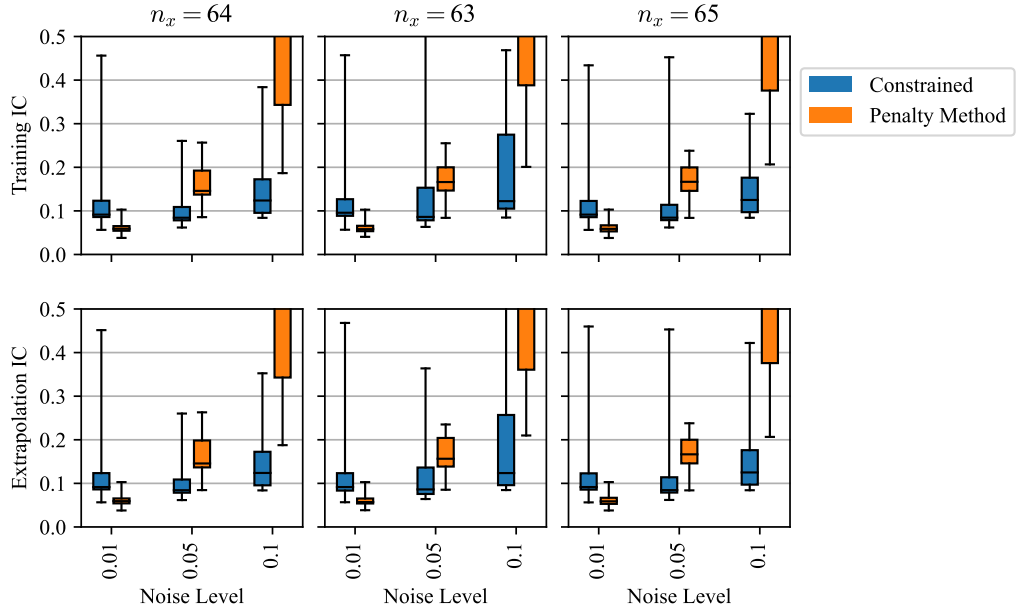 n_x = 64
n_x = 63
n_x = 65
Training IC
0.5
0.4
0.3
0.2
0.1
0.0
Constrained
Penalty Method
Extrapolation IC
0.5
0.4
0.3
0.2
0.1
0.0
0.01
0.05
0.1
0.01
0.05
0.1
0.01
0.05
0.1
Noise Level
Noise Level
Noise Level